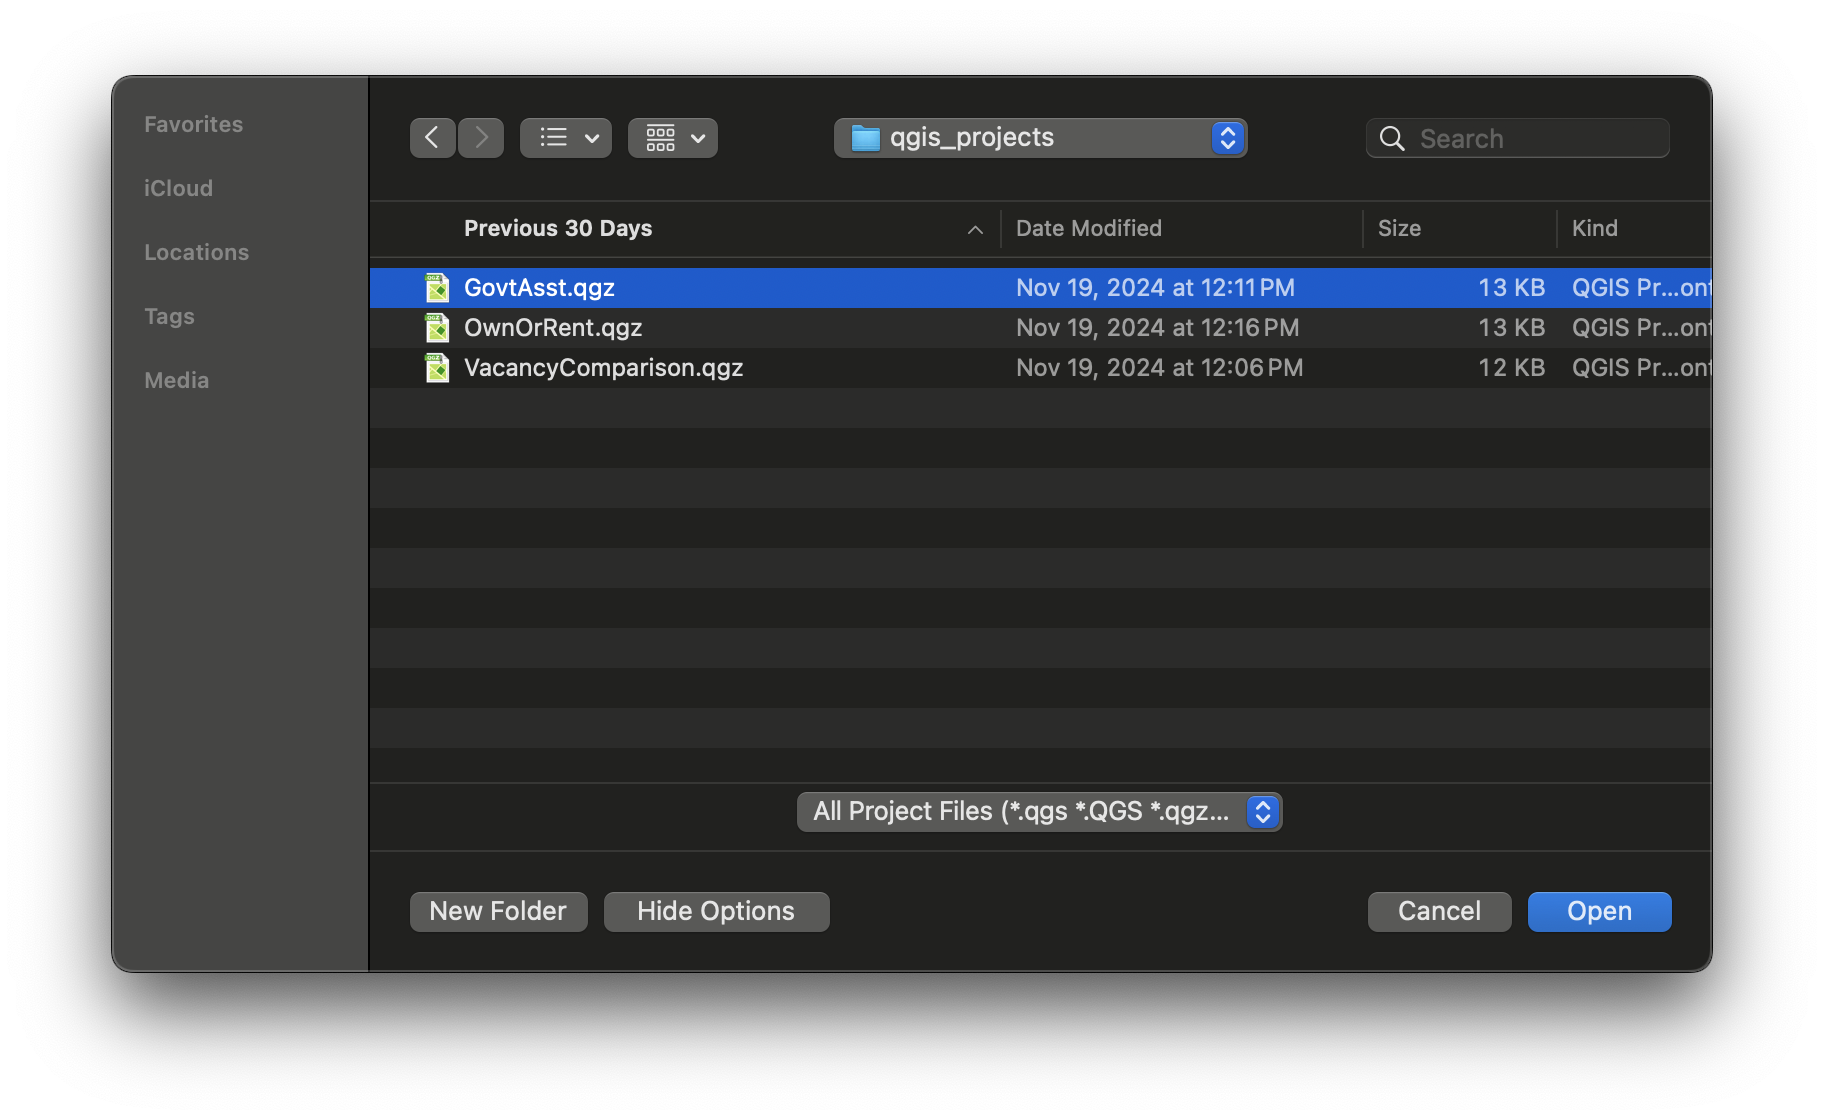 Favorites
iCloud
Locations
Tags
Media
qgis_projects
Search
Previous 30 Days Date Modified Size Kind
GovtAsst.qgz Nov 19, 2024 at 12:11 PM 13 KB QGIS Pr...ont
OwnOrRent.qgz Nov 19, 2024 at 12:16 PM 13 KB QGIS Pr...ont
VacancyComparison.qgz Nov 19, 2024 at 12:06 PM 12 KB QGIS Pr...ont
All Project Files (*.qgs *.QGS *.qgz...
New Folder Hide Options Cancel Open